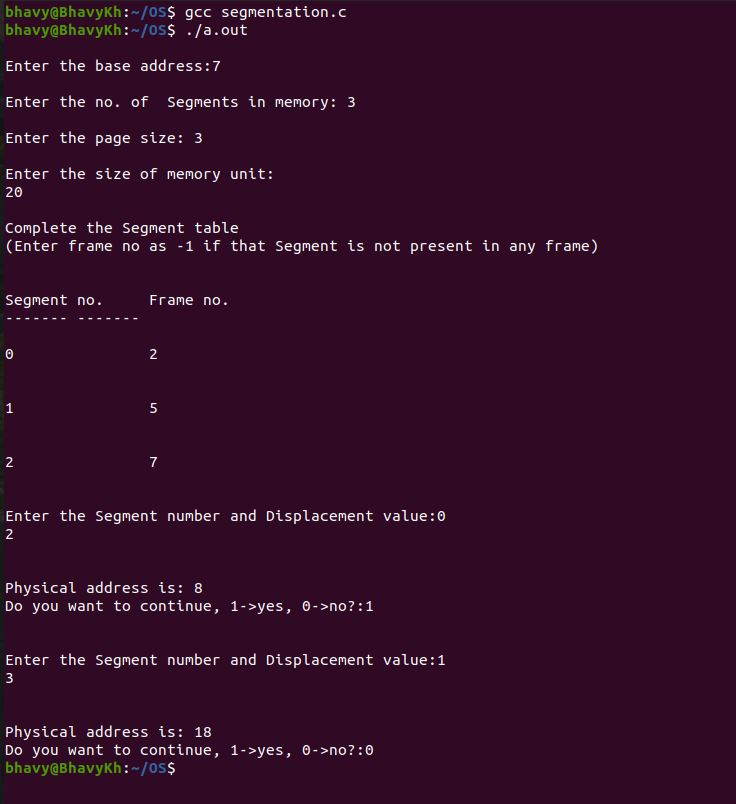 bhavy@BhavyKh:~/OS$ gcc segmentation.c
bhavy@BhavyKh:~/OS$ ./a.out
Enter the base address:7
Enter the no. of  Segments in memory: 3
Enter the page size: 3
Enter the size of memory unit:
20
Complete the Segment table
(Enter frame no as -1 if that Segment is not present in any frame)
Segment no.     Frame no.
------- -------
0               2
1               5
2               7
Enter the Segment number and Displacement value:0
2
Physical address is: 8
Do you want to continue, 1->yes, 0->no?:1
Enter the Segment number and Displacement value:1
3
Physical address is: 18
Do you want to continue, 1->yes, 0->no?:0
bhavy@BhavyKh:~/OS$